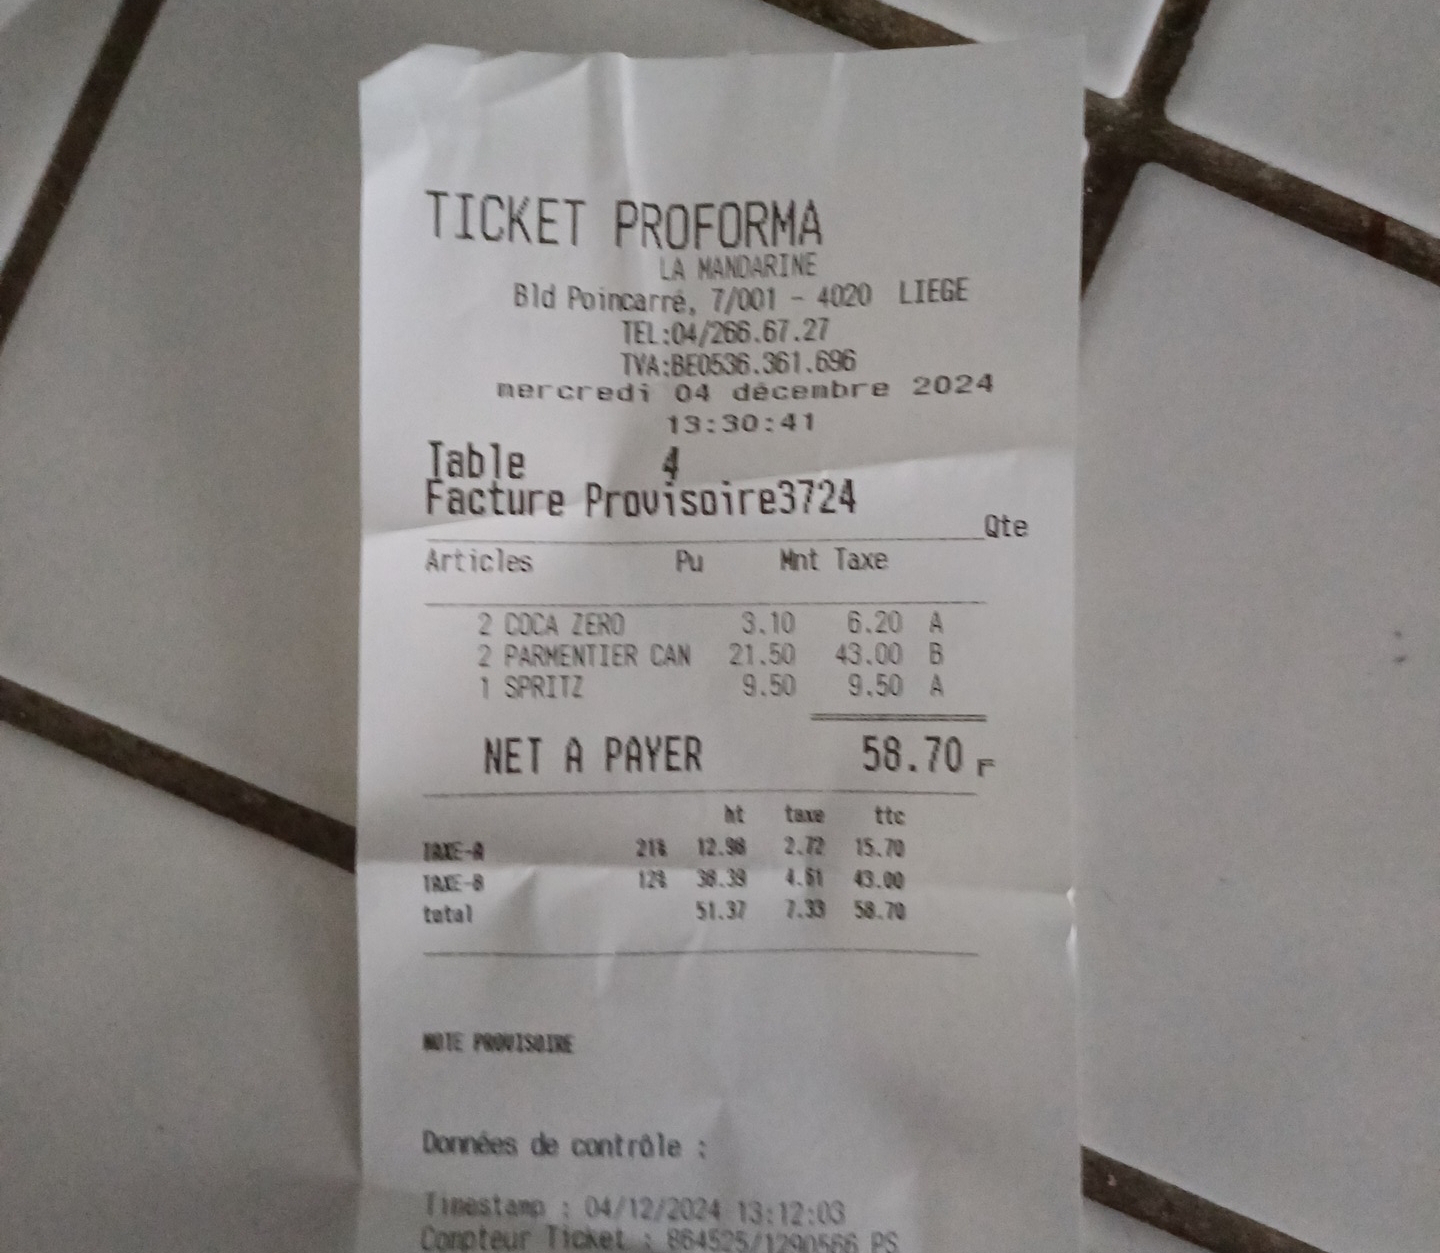 TICKET PROFORMA
LA MANDARINE
Bld Poincarré, 7/001 - 4020 LIEGE
TEL:04/266.67.27
TVA:BE0536.361.696
mercredi 04 décembre 2024
13:30:41
Table 4
Facture Provisoire3724
Qte
Articles Pu Mnt Taxe
2 COCA ZERO 3.10 6.20 A
2 PARMENTIER CAN 21.50 43.00 B
1 SPRITZ 9.50 9.50 A
NET A PAYER 58.70 F
ht taxe ttc
TAXE-A 21% 12.98 2.72 15.70
TAXE-B 12% 38.39 4.61 43.00
total 51.37 7.33 58.70
NOTE PROVISOIRE
Données de contrôle :
Timestamp : 04/12/2024 13:12:03
Compteur Ticket : 864525/1290566 PS